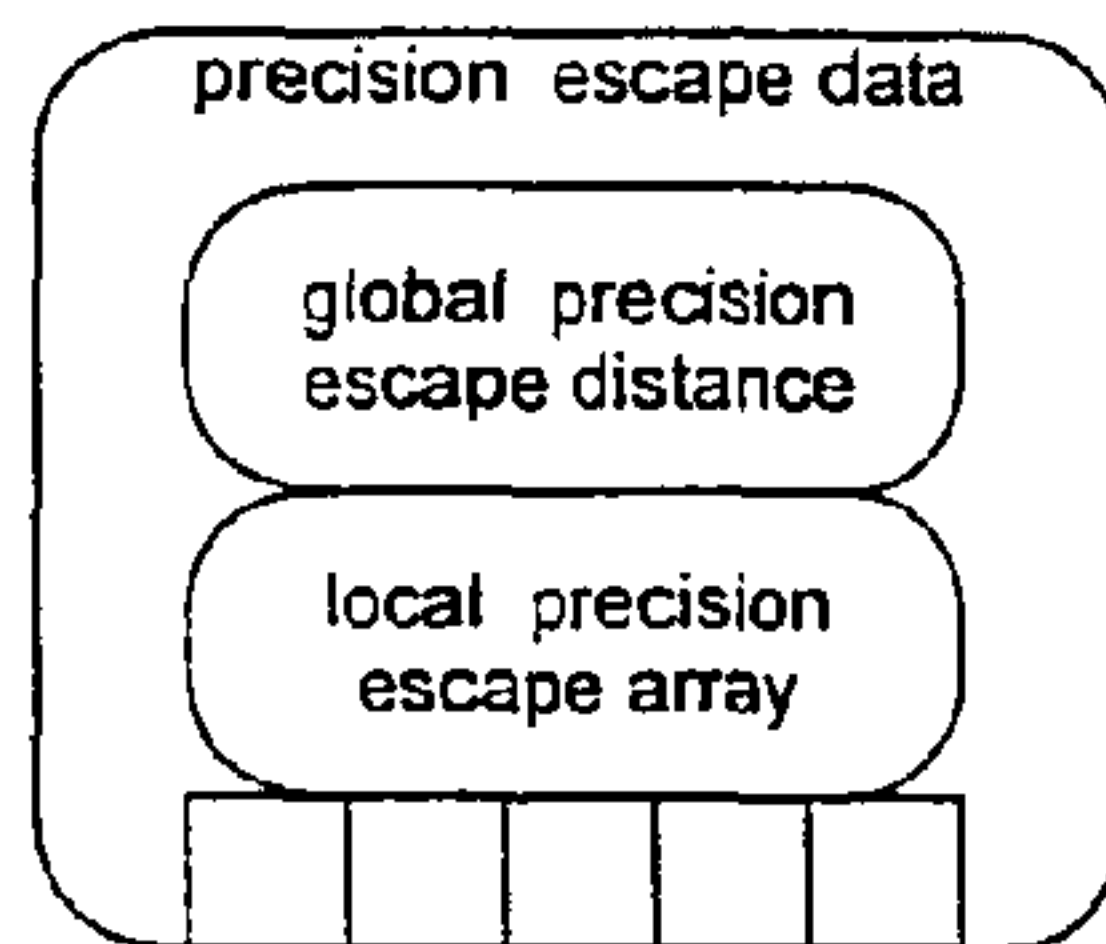 precision escape data
global precision
escape distance
local precision
escape array